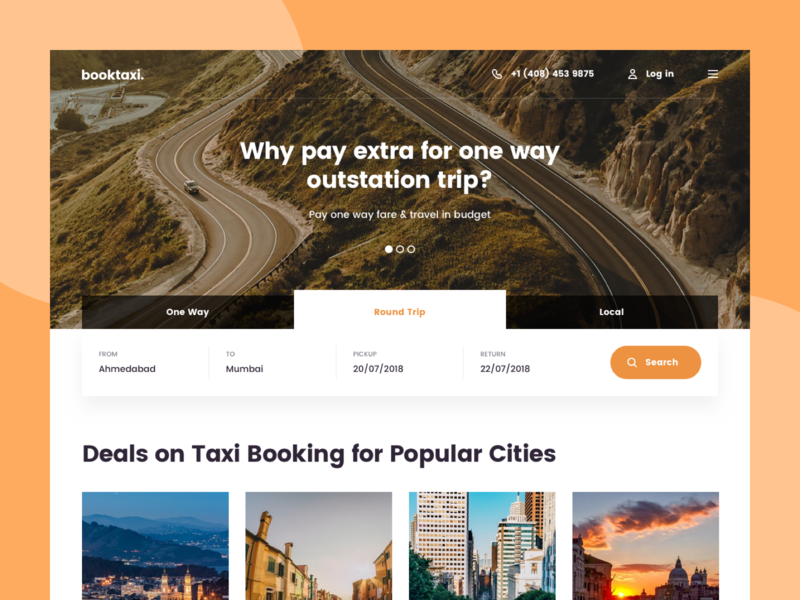 booktaxi.
+1 (408) 453 9875
Log in
Why pay extra for one way
outstation trip?
Pay one way fare & travel in budget
One Way
Round Trip
Local
FROM
Ahmedabad
TO
Mumbai
PICKUP
20/07/2018
RETURN
22/07/2018
Search
Deals on Taxi Booking for Popular Cities